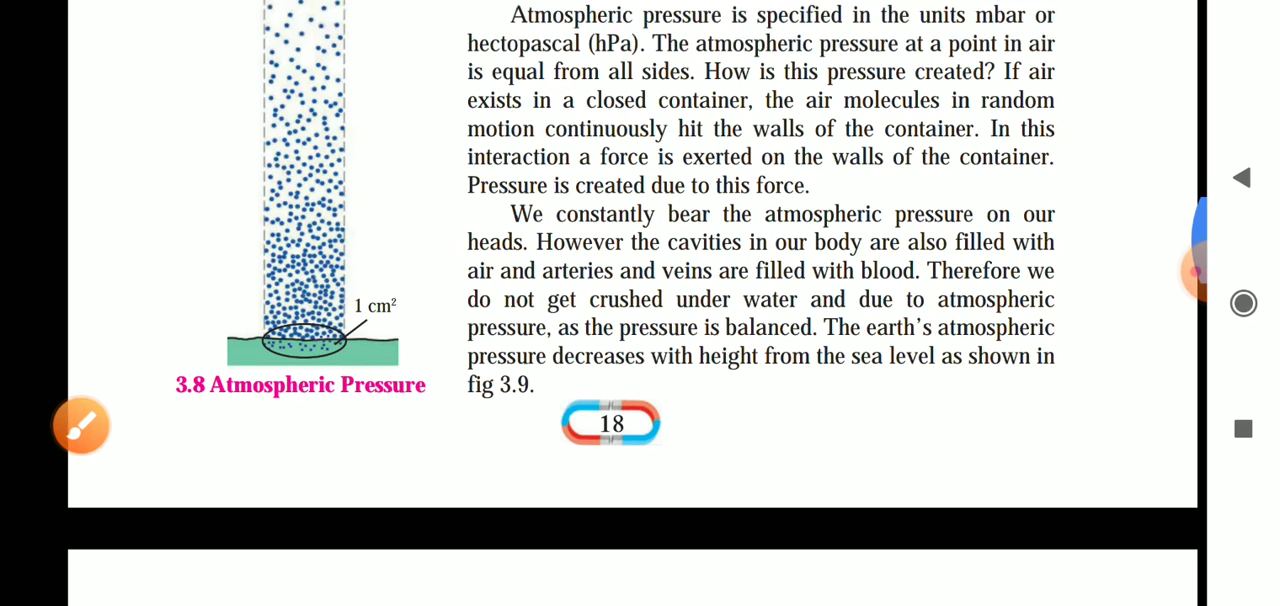 Atmospheric pressure is specified in the units mbar or
hectopascal (hPa). The atmospheric pressure at a point in air
is equal from all sides. How is this pressure created? If air
exists in a closed container, the air molecules in random
motion continuously hit the walls of the container. In this
interaction a force is exerted on the walls of the container.
Pressure is created due to this force.
We constantly bear the atmospheric pressure on our
heads. However the cavities in our body are also filled with
air and arteries and veins are filled with blood. Therefore we
do not get crushed under water and due to atmospheric
pressure, as the pressure is balanced. The earth's atmospheric
pressure decreases with height from the sea level as shown in
fig 3.9.
1 cm²
3.8 Atmospheric Pressure
18